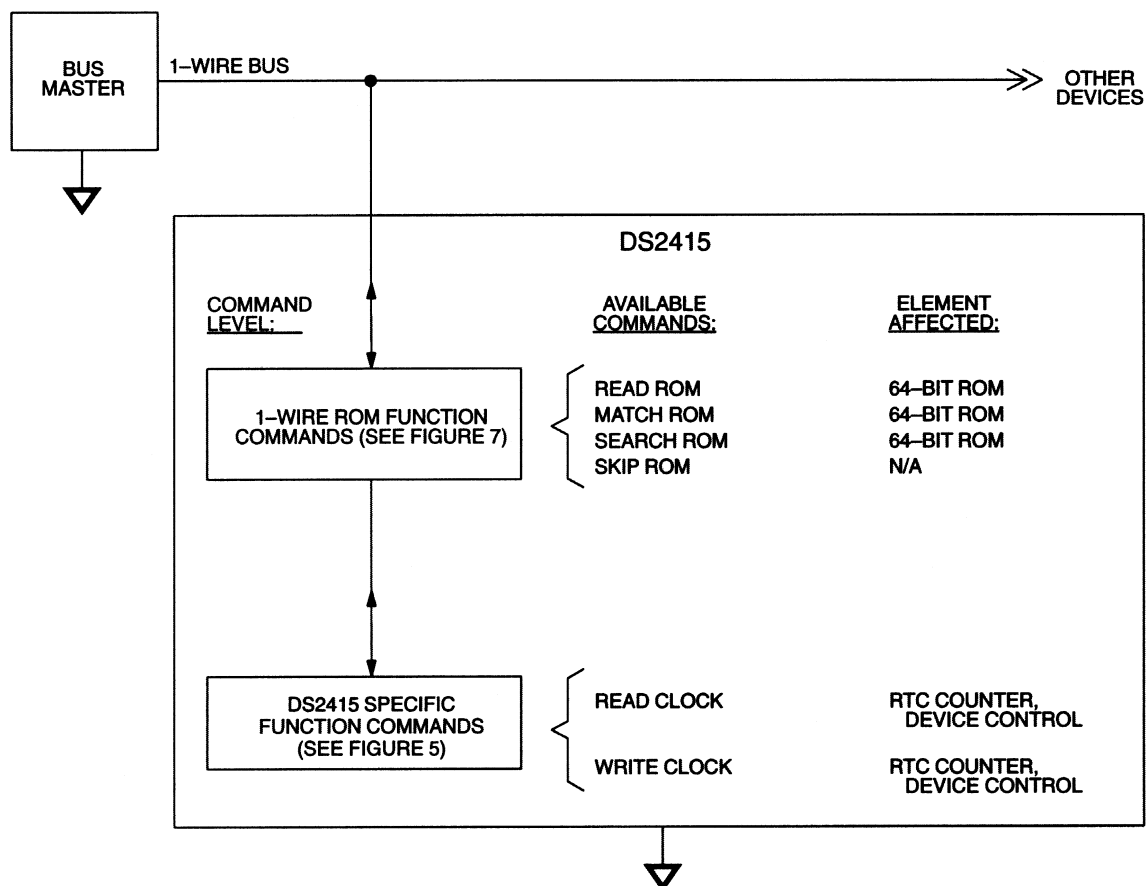 BUS
MASTER
1–WIRE BUS
OTHER
DEVICES
DS2415
COMMAND
LEVEL:
AVAILABLE
COMMANDS:
ELEMENT
AFFECTED:
1–WIRE ROM FUNCTION
COMMANDS (SEE FIGURE 7)
READ ROM 64–BIT ROM
MATCH ROM 64–BIT ROM
SEARCH ROM 64–BIT ROM
SKIP ROM N/A
DS2415 SPECIFIC
FUNCTION COMMANDS
(SEE FIGURE 5)
READ CLOCK RTC COUNTER,
DEVICE CONTROL
WRITE CLOCK RTC COUNTER,
DEVICE CONTROL